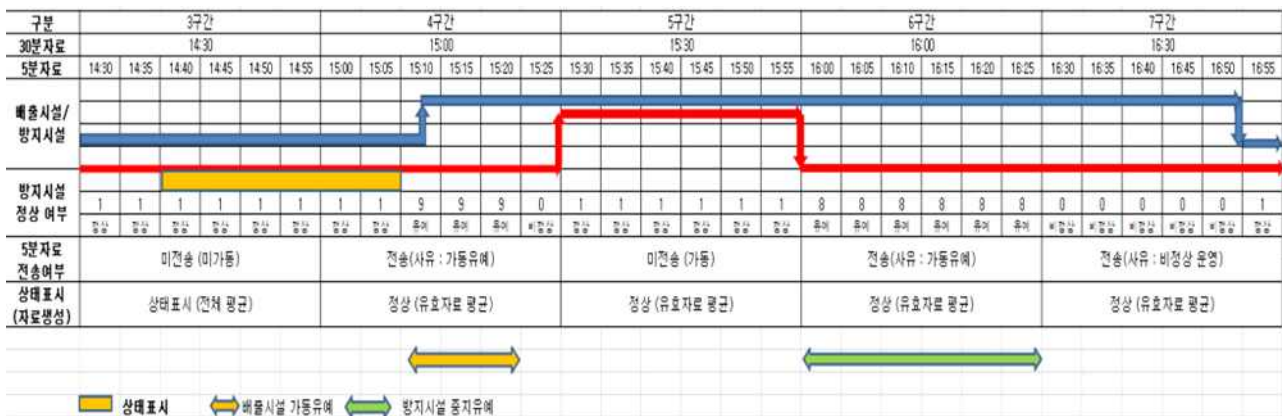 구분 3구간 4구간 5구간 6구간 7구간
30분자료 14:30 15:00 15:30 16:00 16:30
5분자료 14:30 14:35 14:40 14:45 14:50 14:55 15:00 15:05 15:10 15:15 15:20 15:25 15:30 15:35 15:40 15:45 15:50 15:55 16:00 16:05 16:10 16:15 16:20 16:25 16:30 16:35 16:40 16:45 16:50 16:55
배출시설/
방지시설
방지시설
정상 여부
1 1 1 1 1 1 1 1 9 9 9 0 1 1 1 1 1 1 8 8 8 8 8 8 0 0 0 0 0 1
정상 정상 정상 정상 정상 정상 정상 정상 유예 유예 유예 비정상 정상 정상 정상 정상 정상 정상 유예 유예 유예 유예 유예 유예 비정상 비정상 비정상 비정상 비정상 정상
5분자료
전송여부
미전송 (미가동) 전송(사유 : 가동유예) 미전송 (가동) 전송(사유 : 가동유예) 전송(사유 : 비정상 운영)
상태표시
(자료생성)
상태표시 (전체 평균) 정상 (유효자료 평균) 정상 (유효자료 평균) 정상 (유효자료 평균) 정상 (유효자료 평균)
상태표시 배출시설 가동유예 방지시설 중지유예